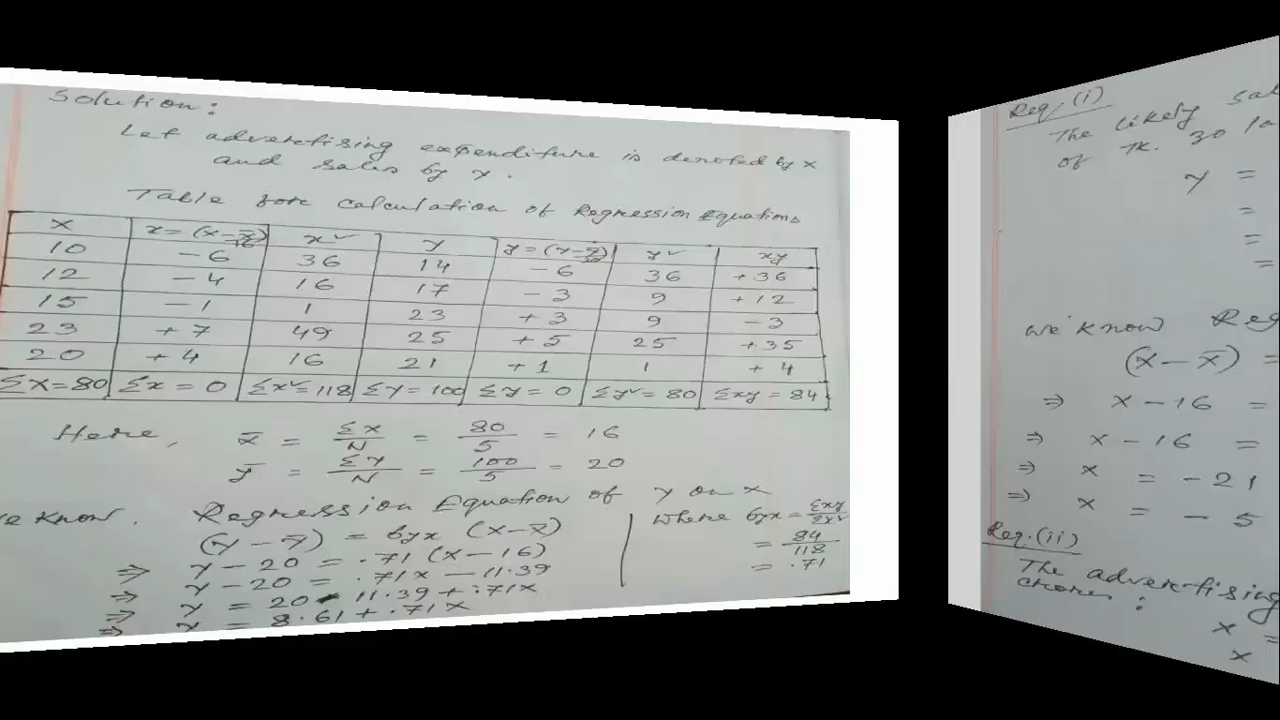 Solution:
Let advertising expenditure is denoted by x
and sales by y.
Table for calculation of Regression Equations
X x = (X-X̄) 16 x² Y y = (Y-Ȳ) 20 y² xy
10 -6 36 14 -6 36 +36
12 -4 16 17 -3 9 +12
15 -1 1 23 +3 9 -3
23 +7 49 25 +5 25 +35
20 +4 16 21 +1 1 +4
ΣX=80 Σx = 0 Σx²=118 ΣY=100 Σy = 0 Σy²=80 Σxy = 84
Here, X̄ = ΣX/N = 80/5 = 16
Ȳ = ΣY/N = 100/5 = 20
we know. Regression Equation of Y on X
(Y-Ȳ) = byx (X-X̄)
⇒ Y-20 = .71 (X-16)
⇒ Y-20 = .71X - 11.39
⇒ Y = 20 - 11.39 + .71X
⇒ Y = 8.61 + .71X
where byx = Σxy/Σx²
= 84/118
= .71
Req. (i)
The likely
of TK. 30
Y =
=
=
=
we know
(X-X̄) =
⇒ X-16 =
⇒ X-16 =
⇒ X = -21
⇒ X = -5
Req. (ii)
The advertising
crores:
X =
X